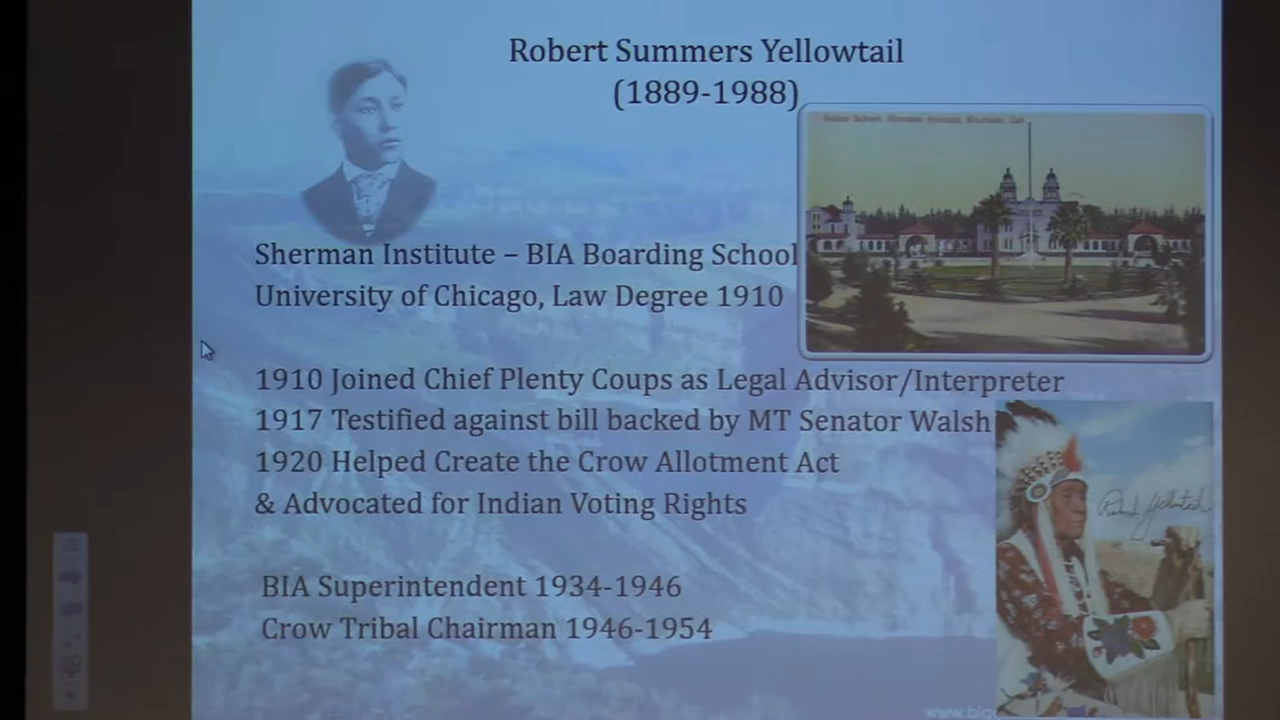 Robert Summers Yellowtail
(1889-1988)
Sherman Institute – BIA Boarding School
University of Chicago, Law Degree 1910
1910 Joined Chief Plenty Coups as Legal Advisor/Interpreter
1917 Testified against bill backed by MT Senator Walsh
1920 Helped Create the Crow Allotment Act
& Advocated for Indian Voting Rights
BIA Superintendent 1934-1946
Crow Tribal Chairman 1946-1954